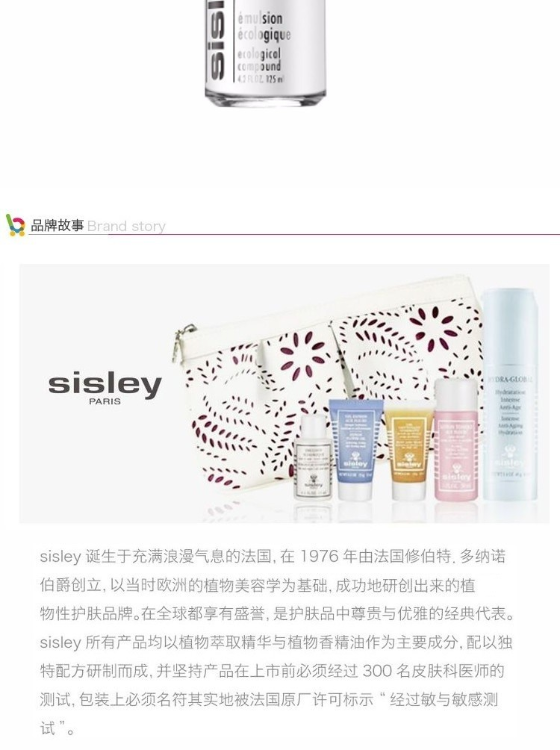 sisl
émulsion
écologique
ecological
compound
4.2 FL.OZ. 125 ml
品牌故事 Brand story
sisley
PARIS
HYDRA-GLOBAL
Hydratation
Intense
Anti-Age
Intense
Anti-Aging
Hydration
sisley
sisley
sisley
sisley 诞生于充满浪漫气息的法国, 在 1976 年由法国修伯特．多纳诺
伯爵创立, 以当时欧洲的植物美容学为基础, 成功地研创出来的植
物性护肤品牌。在全球都享有盛誉, 是护肤品中尊贵与优雅的经典代表。
sisley 所有产品均以植物萃取精华与植物香精油作为主要成分, 配以独
特配方研制而成, 并坚持产品在上市前必须经过 300 名皮肤科医师的
测试, 包装上必须名符其实地被法国原厂许可标示 “ 经过敏与敏感测
试 ”。